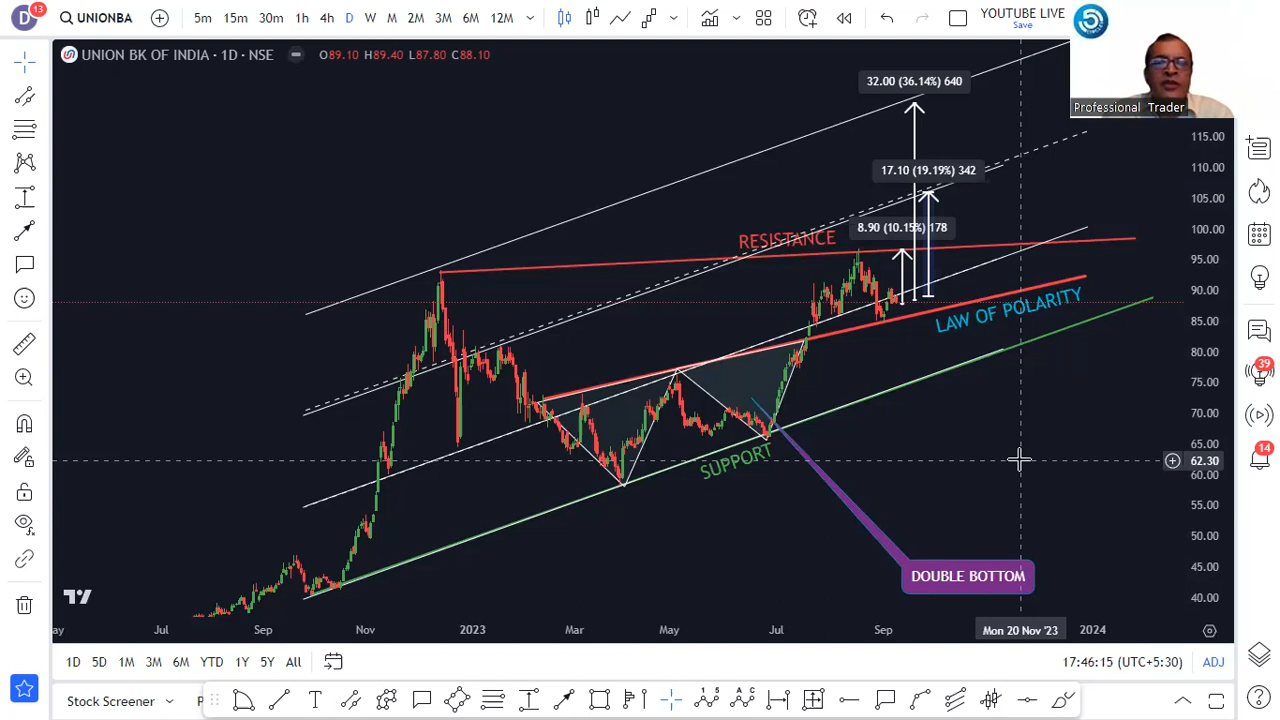 D 13 UNIONBA 5m 15m 30m 1h 4h D W M 2M 3M 6M 12M YOUTUBE LIVE
Save
5
UNION BK OF INDIA · 1D · NSE O89.10 H89.40 L87.80 C88.10
Professional Trader
32.00 (36.14%) 640
115.00
110.00
17.10 (19.19%) 342
105.00
8.90 (10.15%) 178
100.00
RESISTANCE
95.00
90.00
LAW OF POLARITY
85.00
80.00
75.00
70.00
65.00
SUPPORT
62.30
60.00
55.00
50.00
45.00
DOUBLE BOTTOM
40.00
39
14
ay Jul Sep Nov 2023 Mar May Jul Sep Mon 20 Nov '23 2024
1D 5D 1M 3M 6M YTD 1Y 5Y All 17:46:15 (UTC+5:30) ADJ
Stock Screener P